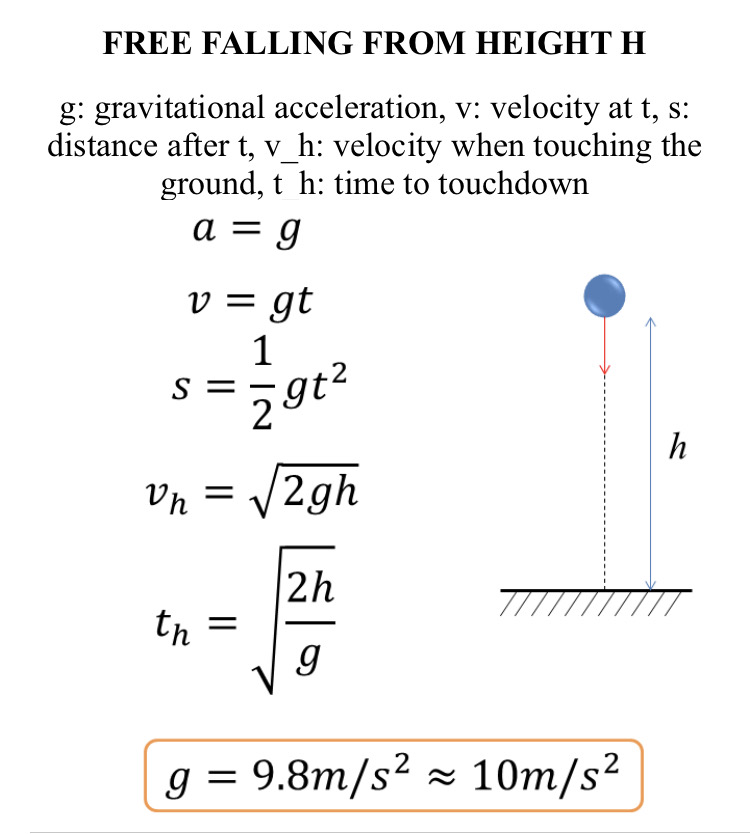 FREE FALLING FROM HEIGHT H
g: gravitational acceleration, v: velocity at t, s:
distance after t, v_h: velocity when touching the
ground, t_h: time to touchdown
a = g
v = gt
s = \frac{1}{2} gt^2
h
v_h = \sqrt{2gh}
t_h = \sqrt{\frac{2h}{g}}
g = 9.8m/s^2 ≈ 10m/s^2